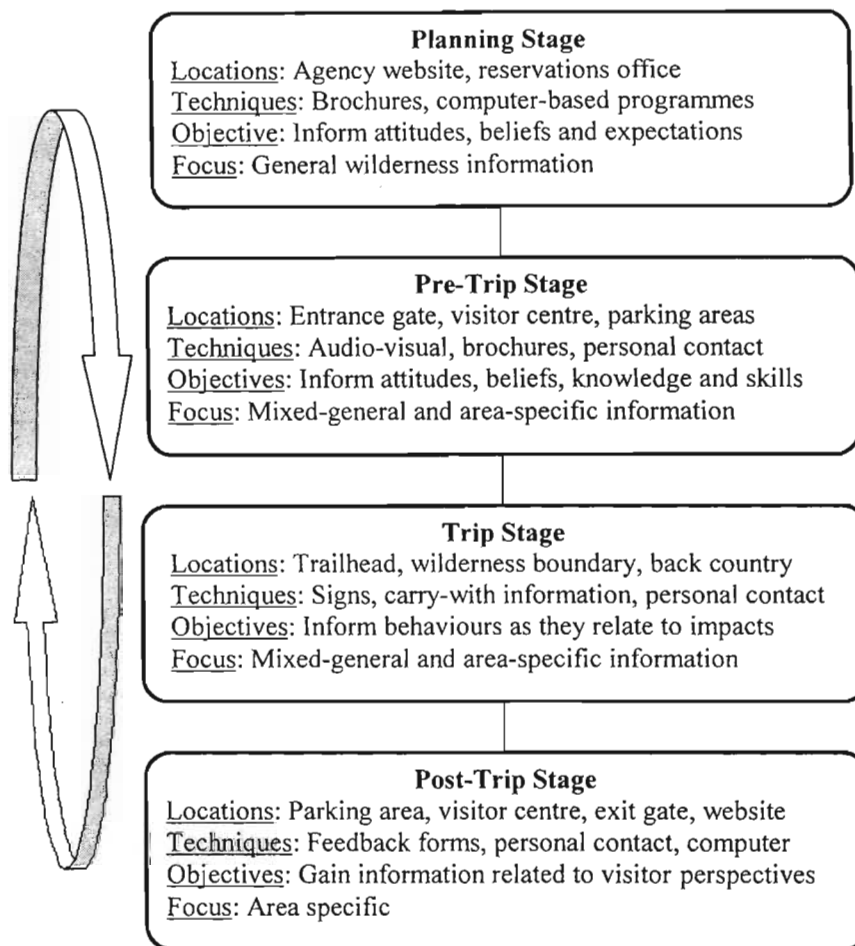 Planning Stage
Locations: Agency website, reservations office
Techniques: Brochures, computer-based programmes
Objective: Inform attitudes, beliefs and expectations
Focus: General wilderness information
Pre-Trip Stage
Locations: Entrance gate, visitor centre, parking areas
Techniques: Audio-visual, brochures, personal contact
Objectives: Inform attitudes, beliefs, knowledge and skills
Focus: Mixed-general and area-specific information
Trip Stage
Locations: Trailhead, wilderness boundary, back country
Techniques: Signs, carry-with information, personal contact
Objectives: Inform behaviours as they relate to impacts
Focus: Mixed-general and area-specific information
Post-Trip Stage
Locations: Parking area, visitor centre, exit gate, website
Techniques: Feedback forms, personal contact, computer
Objectives: Gain information related to visitor perspectives
Focus: Area specific